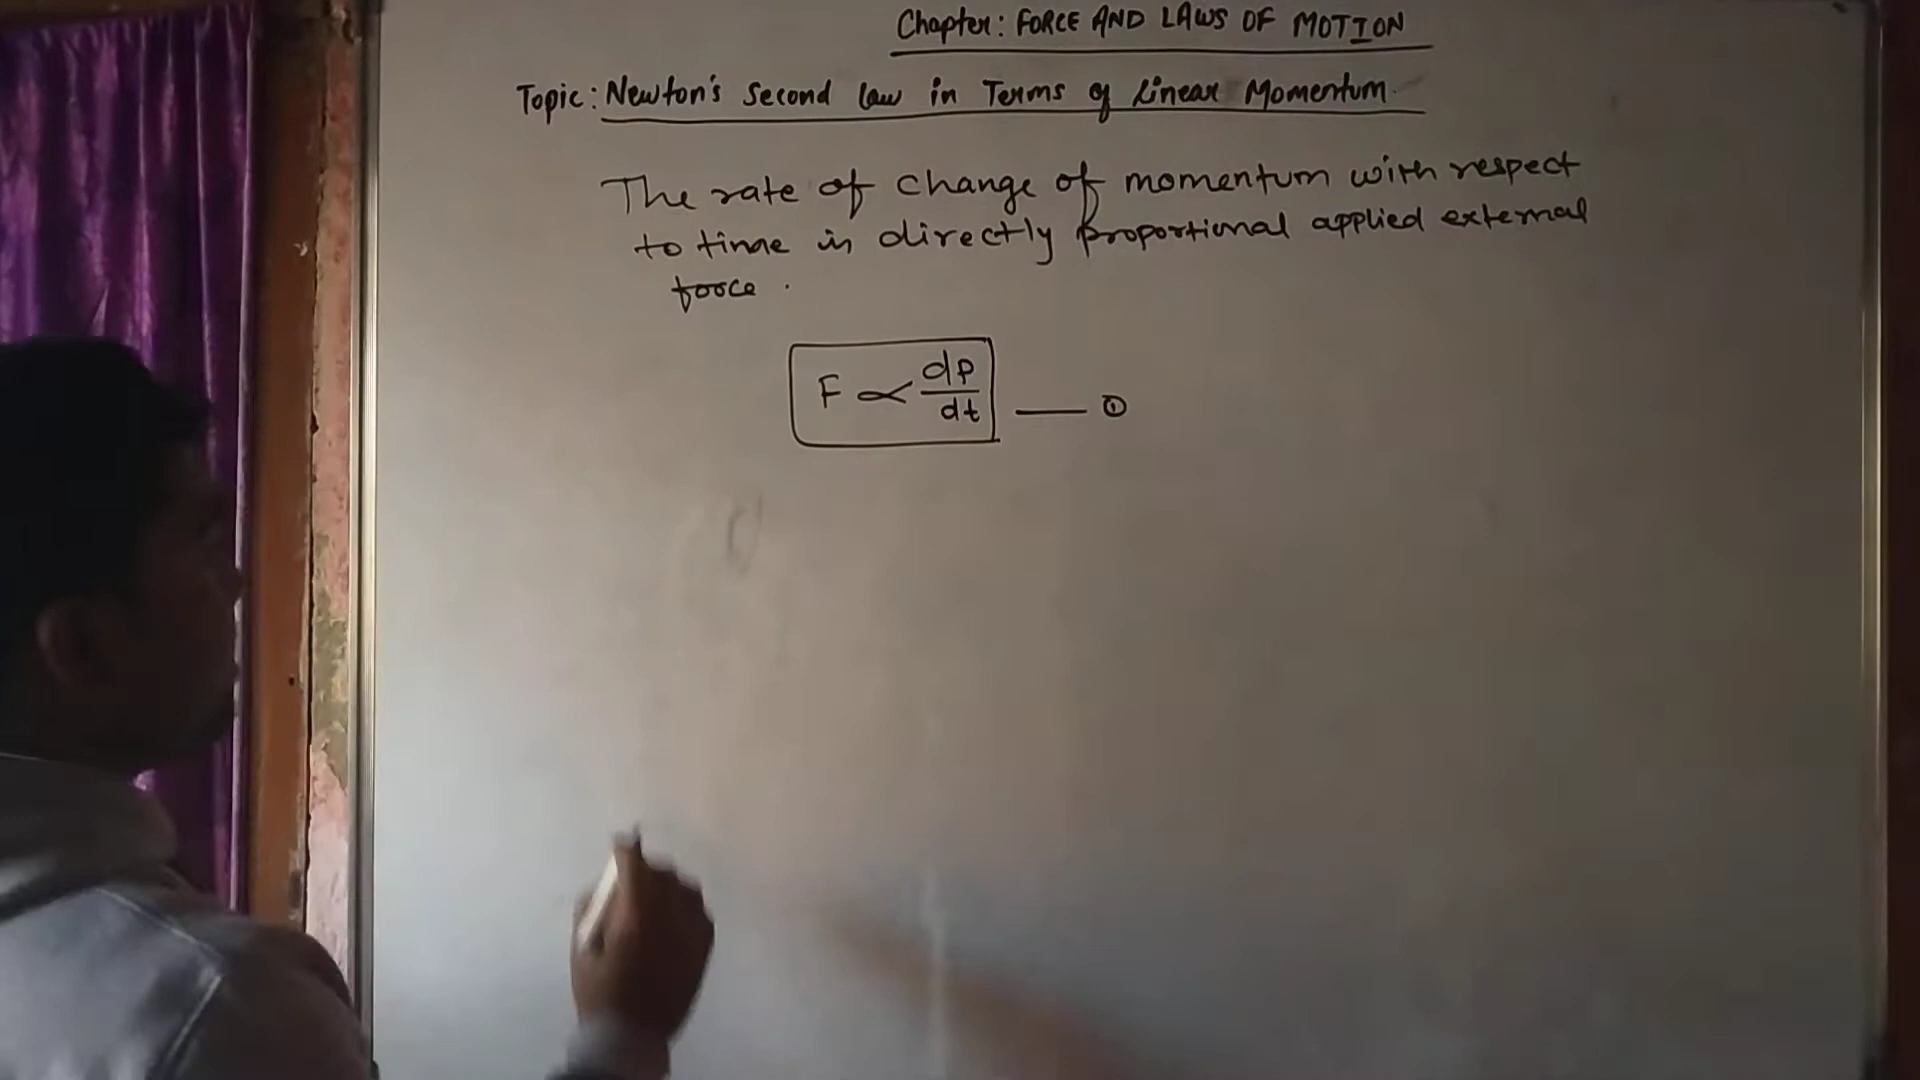 Chapter: FORCE AND LAWS OF MOTION
Topic: Newton's Second law in Terms of Linear Momentum.
The rate of change of momentum with respect
to time is directly proportional applied external
force.
F ∝ dp/dt — ①